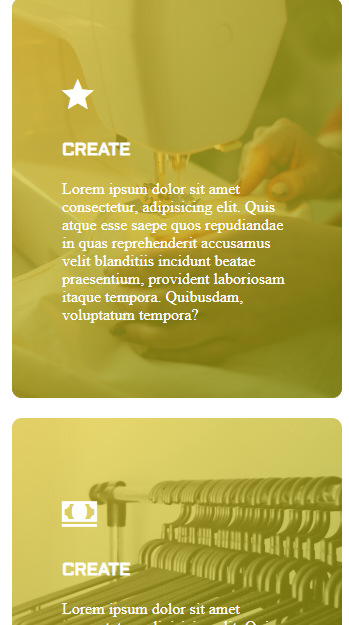 CREATE
Lorem ipsum dolor sit amet
consectetur, adipisicing elit. Quis
atque esse saepe quos repudiandae
in quas reprehenderit accusamus
velit blanditiis incidunt beatae
praesentium, provident laboriosam
itaque tempora. Quibusdam,
voluptatum tempora?
CREATE
Lorem ipsum dolor sit amet